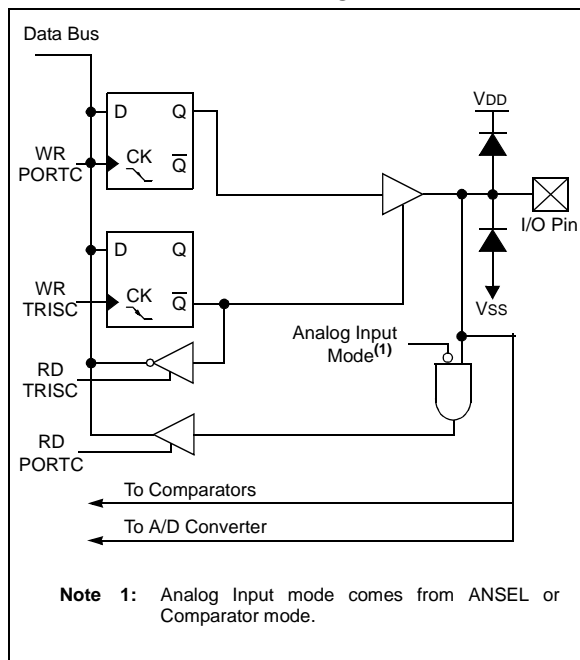 Data Bus
D Q
WR
PORTC
CK Q̅
VDD
I/O Pin
VSS
D Q
WR
TRISC
CK Q̅
Analog Input
Mode(1)
RD
TRISC
RD
PORTC
To Comparators
To A/D Converter
Note 1: Analog Input mode comes from ANSEL or
Comparator mode.